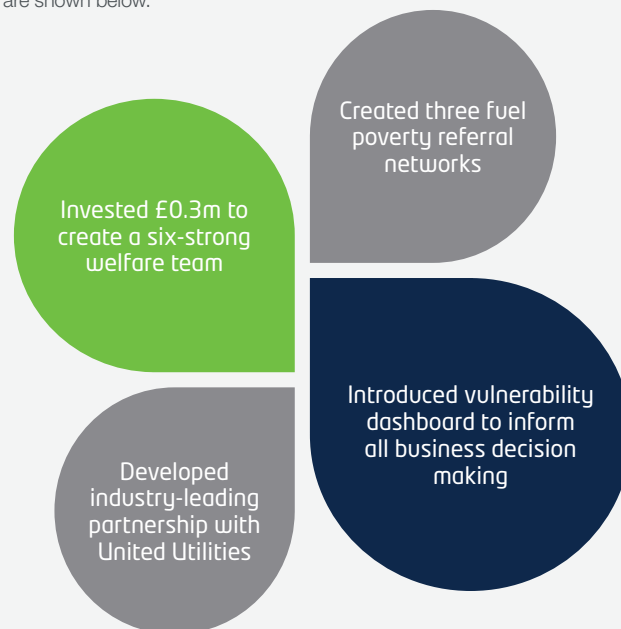 are shown below.
Created three fuel
poverty referral
networks
Invested £0.3m to
create a six-strong
welfare team
Introduced vulnerability
dashboard to inform
all business decision
making
Developed
industry-leading
partnership with
United Utilities